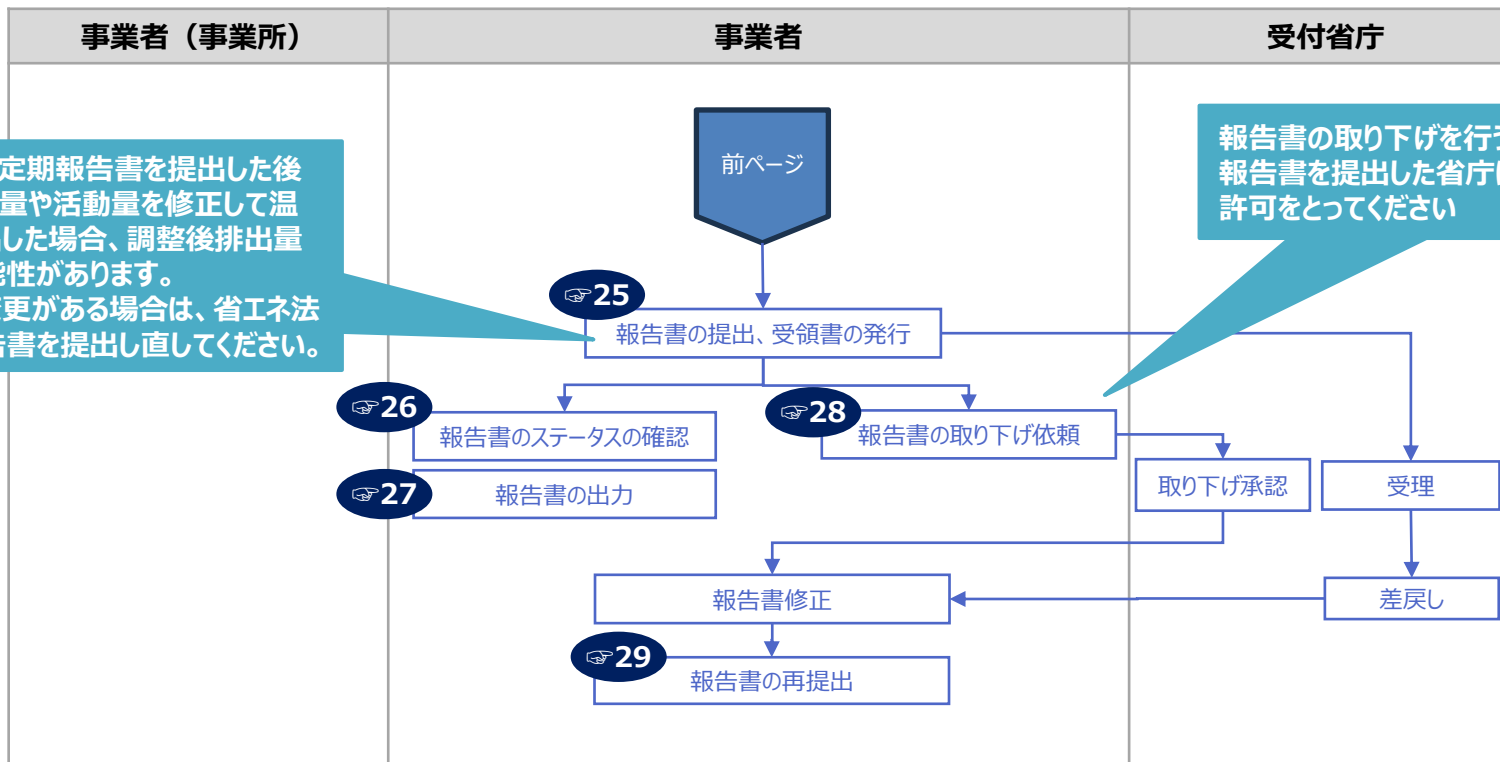 事業者（事業所）
事業者
受付省庁
前ページ
定期報告書を提出した後
量や活動量を修正して温
した場合、調整後排出量
能性があります。
変更がある場合は、省エネ法
告書を提出し直してください。
報告書の取り下げを行う
報告書を提出した省庁に
許可をとってください
☞25
報告書の提出、受領書の発行
☞26
報告書のステータスの確認
☞28
報告書の取り下げ依頼
☞27
報告書の出力
取り下げ承認
受理
報告書修正
差戻し
☞29
報告書の再提出